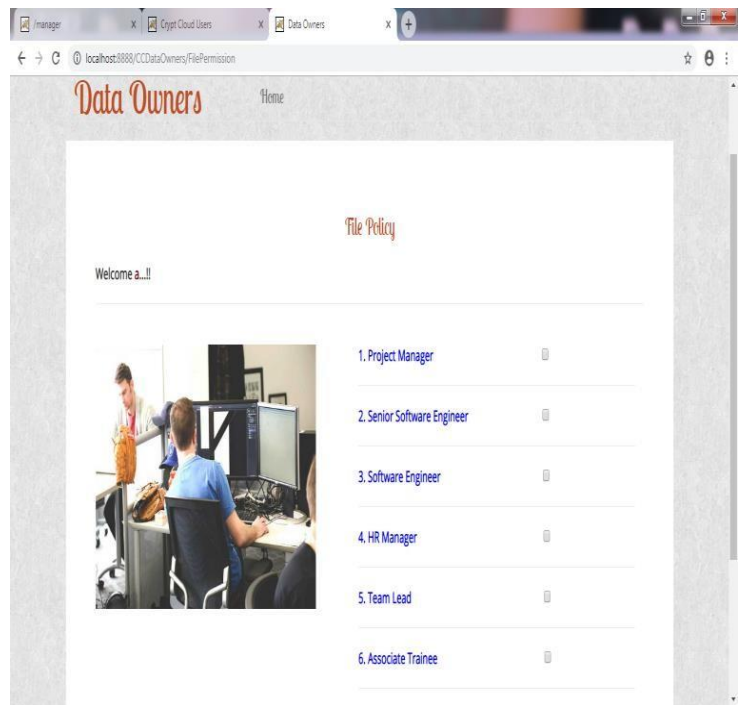 /manager
Crypt Cloud Users
Data Owners
localhost:8888/CCDataOwners/FilePermission
Data Owners
Home
File Policy
Welcome a...!!
1. Project Manager
2. Senior Software Engineer
3. Software Engineer
4. HR Manager
5. Team Lead
6. Associate Trainee